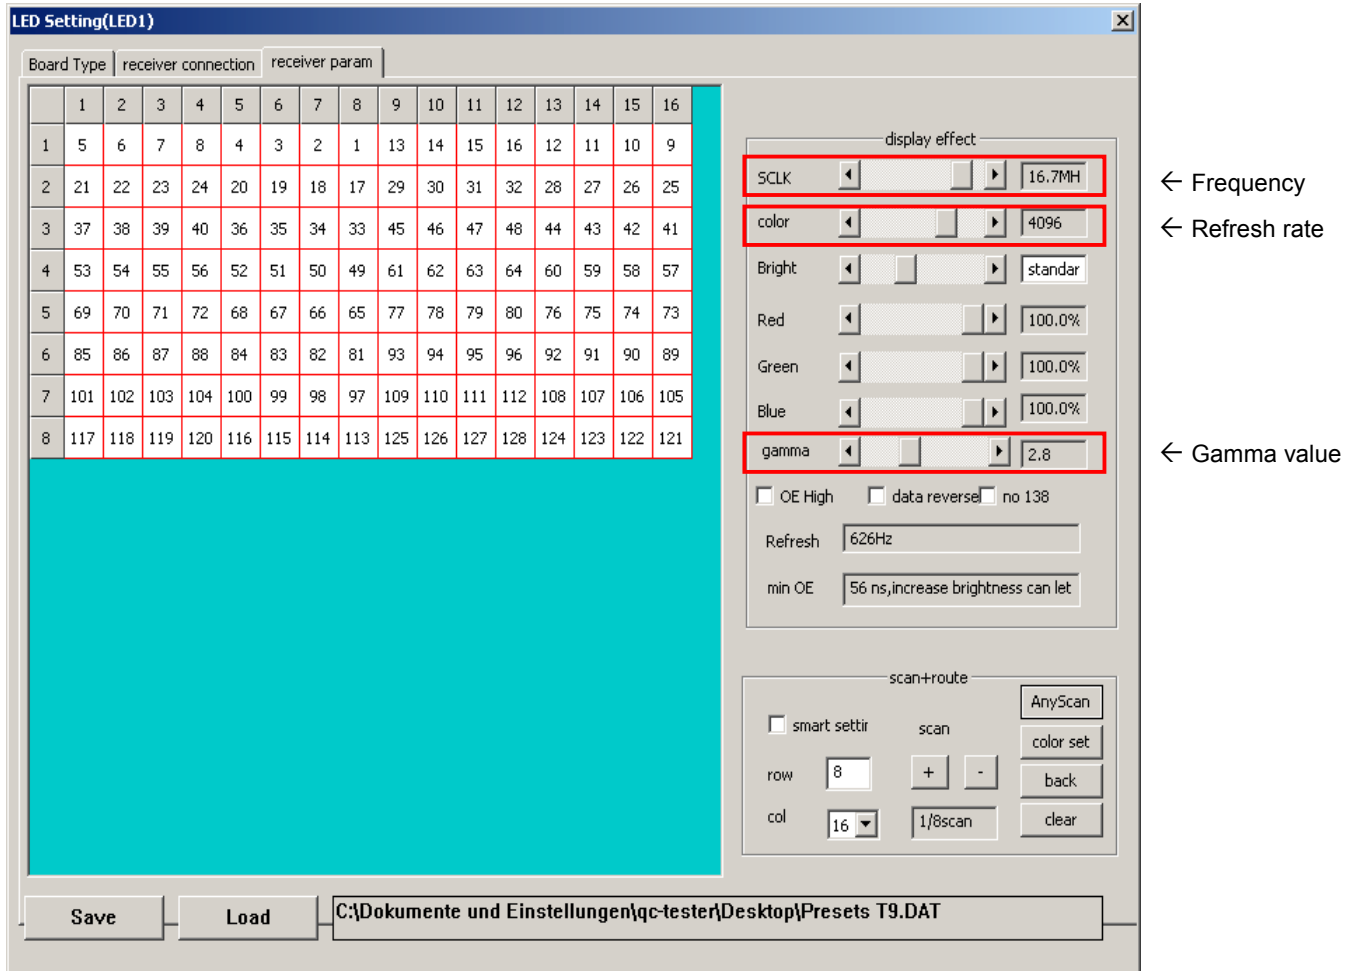 LED Setting(LED1)
Board Type receiver connection receiver param
1 2 3 4 5 6 7 8 9 10 11 12 13 14 15 16
1 5 6 7 8 4 3 2 1 13 14 15 16 12 11 10 9
2 21 22 23 24 20 19 18 17 29 30 31 32 28 27 26 25
3 37 38 39 40 36 35 34 33 45 46 47 48 44 43 42 41
4 53 54 55 56 52 51 50 49 61 62 63 64 60 59 58 57
5 69 70 71 72 68 67 66 65 77 78 79 80 76 75 74 73
6 85 86 87 88 84 83 82 81 93 94 95 96 92 91 90 89
7 101 102 103 104 100 99 98 97 109 110 111 112 108 107 106 105
8 117 118 119 120 116 115 114 113 125 126 127 128 124 123 122 121
display effect
SCLK 16.7MH ← Frequency
color 4096 ← Refresh rate
Bright standar
Red 100.0%
Green 100.0%
Blue 100.0%
gamma 2.8 ← Gamma value
OE High data reverse no 138
Refresh 626Hz
min OE 56 ns,increase brightness can let
scan+route
AnyScan
smart settir scan
color set
row 8 + - back
col 16 1/8scan clear
Save Load C:\Dokumente und Einstellungen\qc-tester\Desktop\Presets T9.DAT